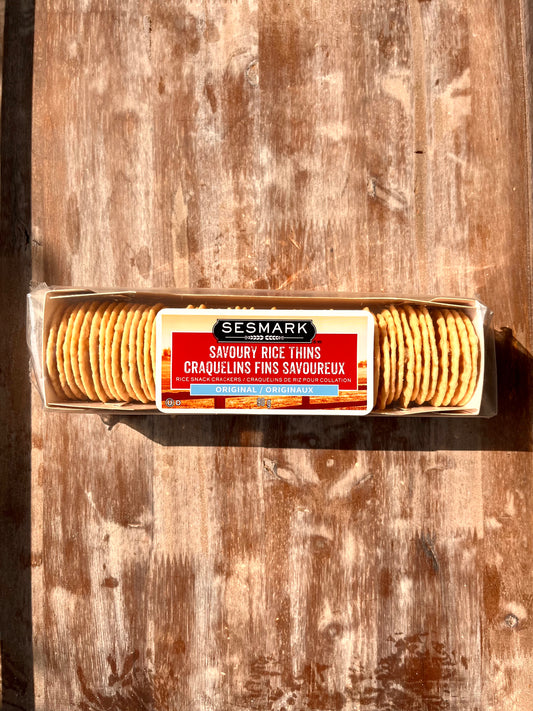 SESMARK
SAVOURY RICE THINS
CRAQUELINS FINS SAVOUREUX
RICE SNACK CRACKERS / CRAQUELINS DE RIZ POUR COLLATION
ORIGINAL / ORIGINAUX